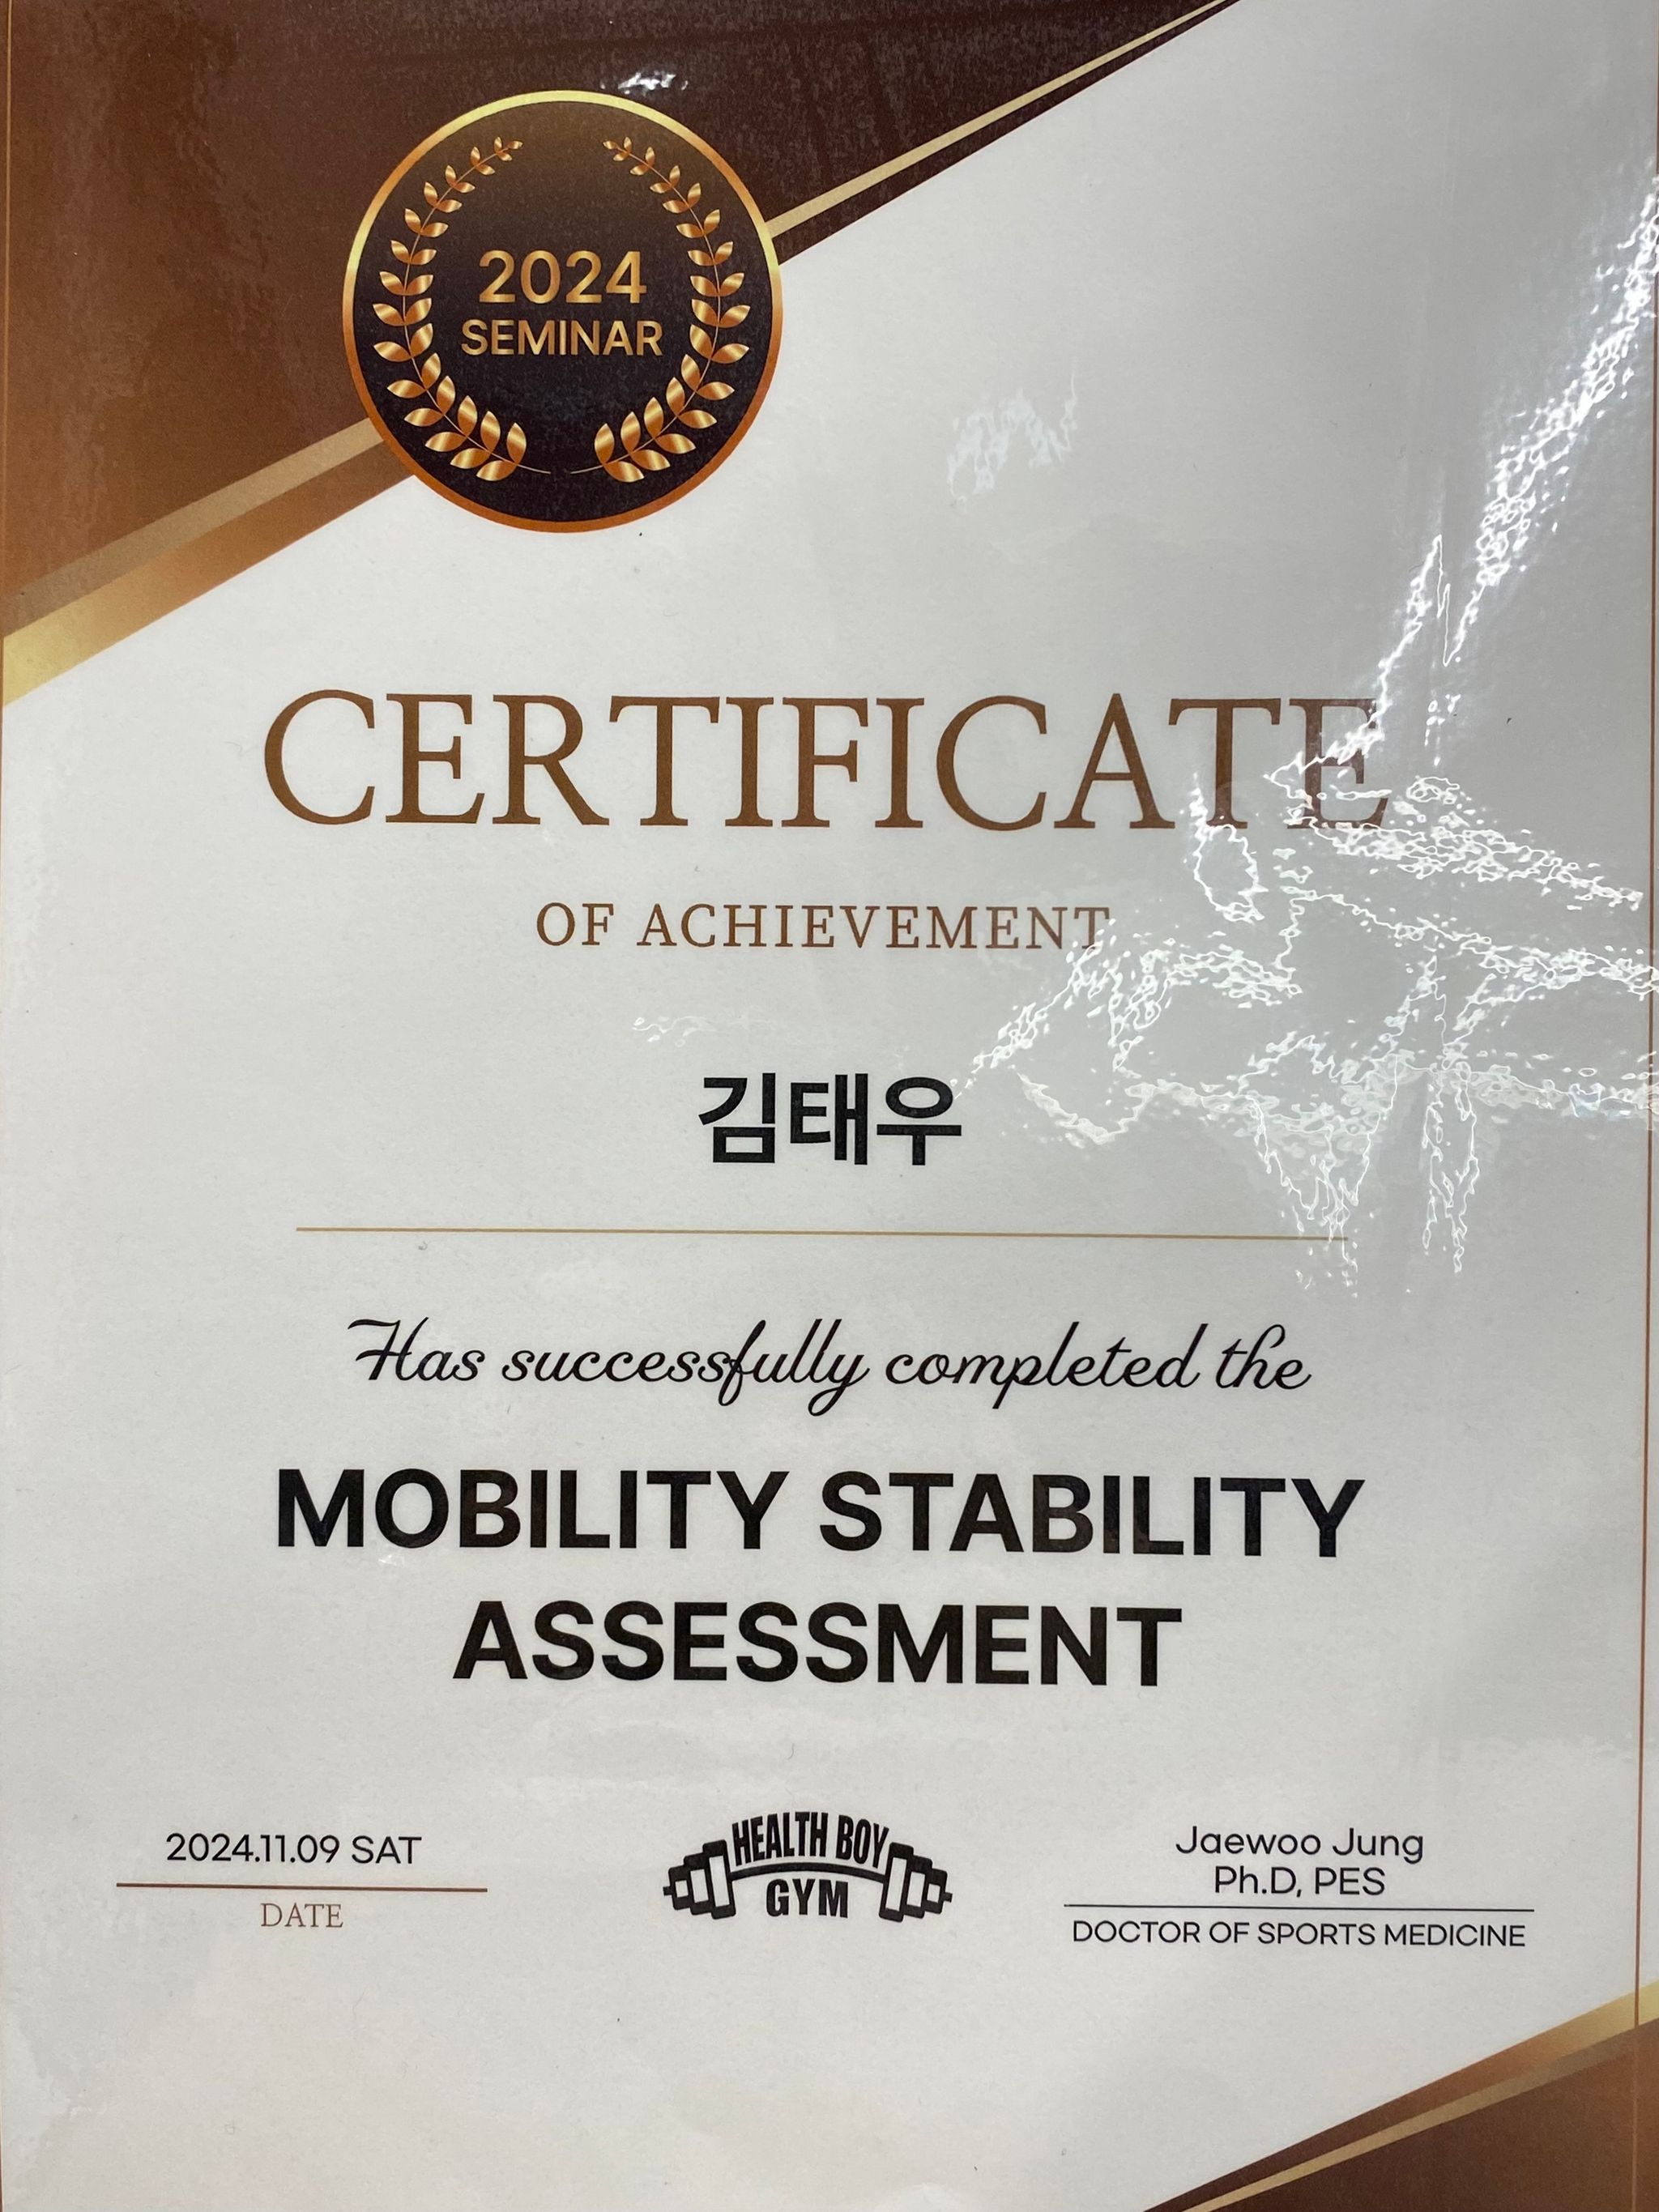 2024
SEMINAR
CERTIFICATE
OF ACHIEVEMENT
김태우
Has successfully completed the
MOBILITY STABILITY
ASSESSMENT
2024.11.09 SAT
DATE
HEALTH BOY
GYM
Jaewoo Jung
Ph.D, PES
DOCTOR OF SPORTS MEDICINE